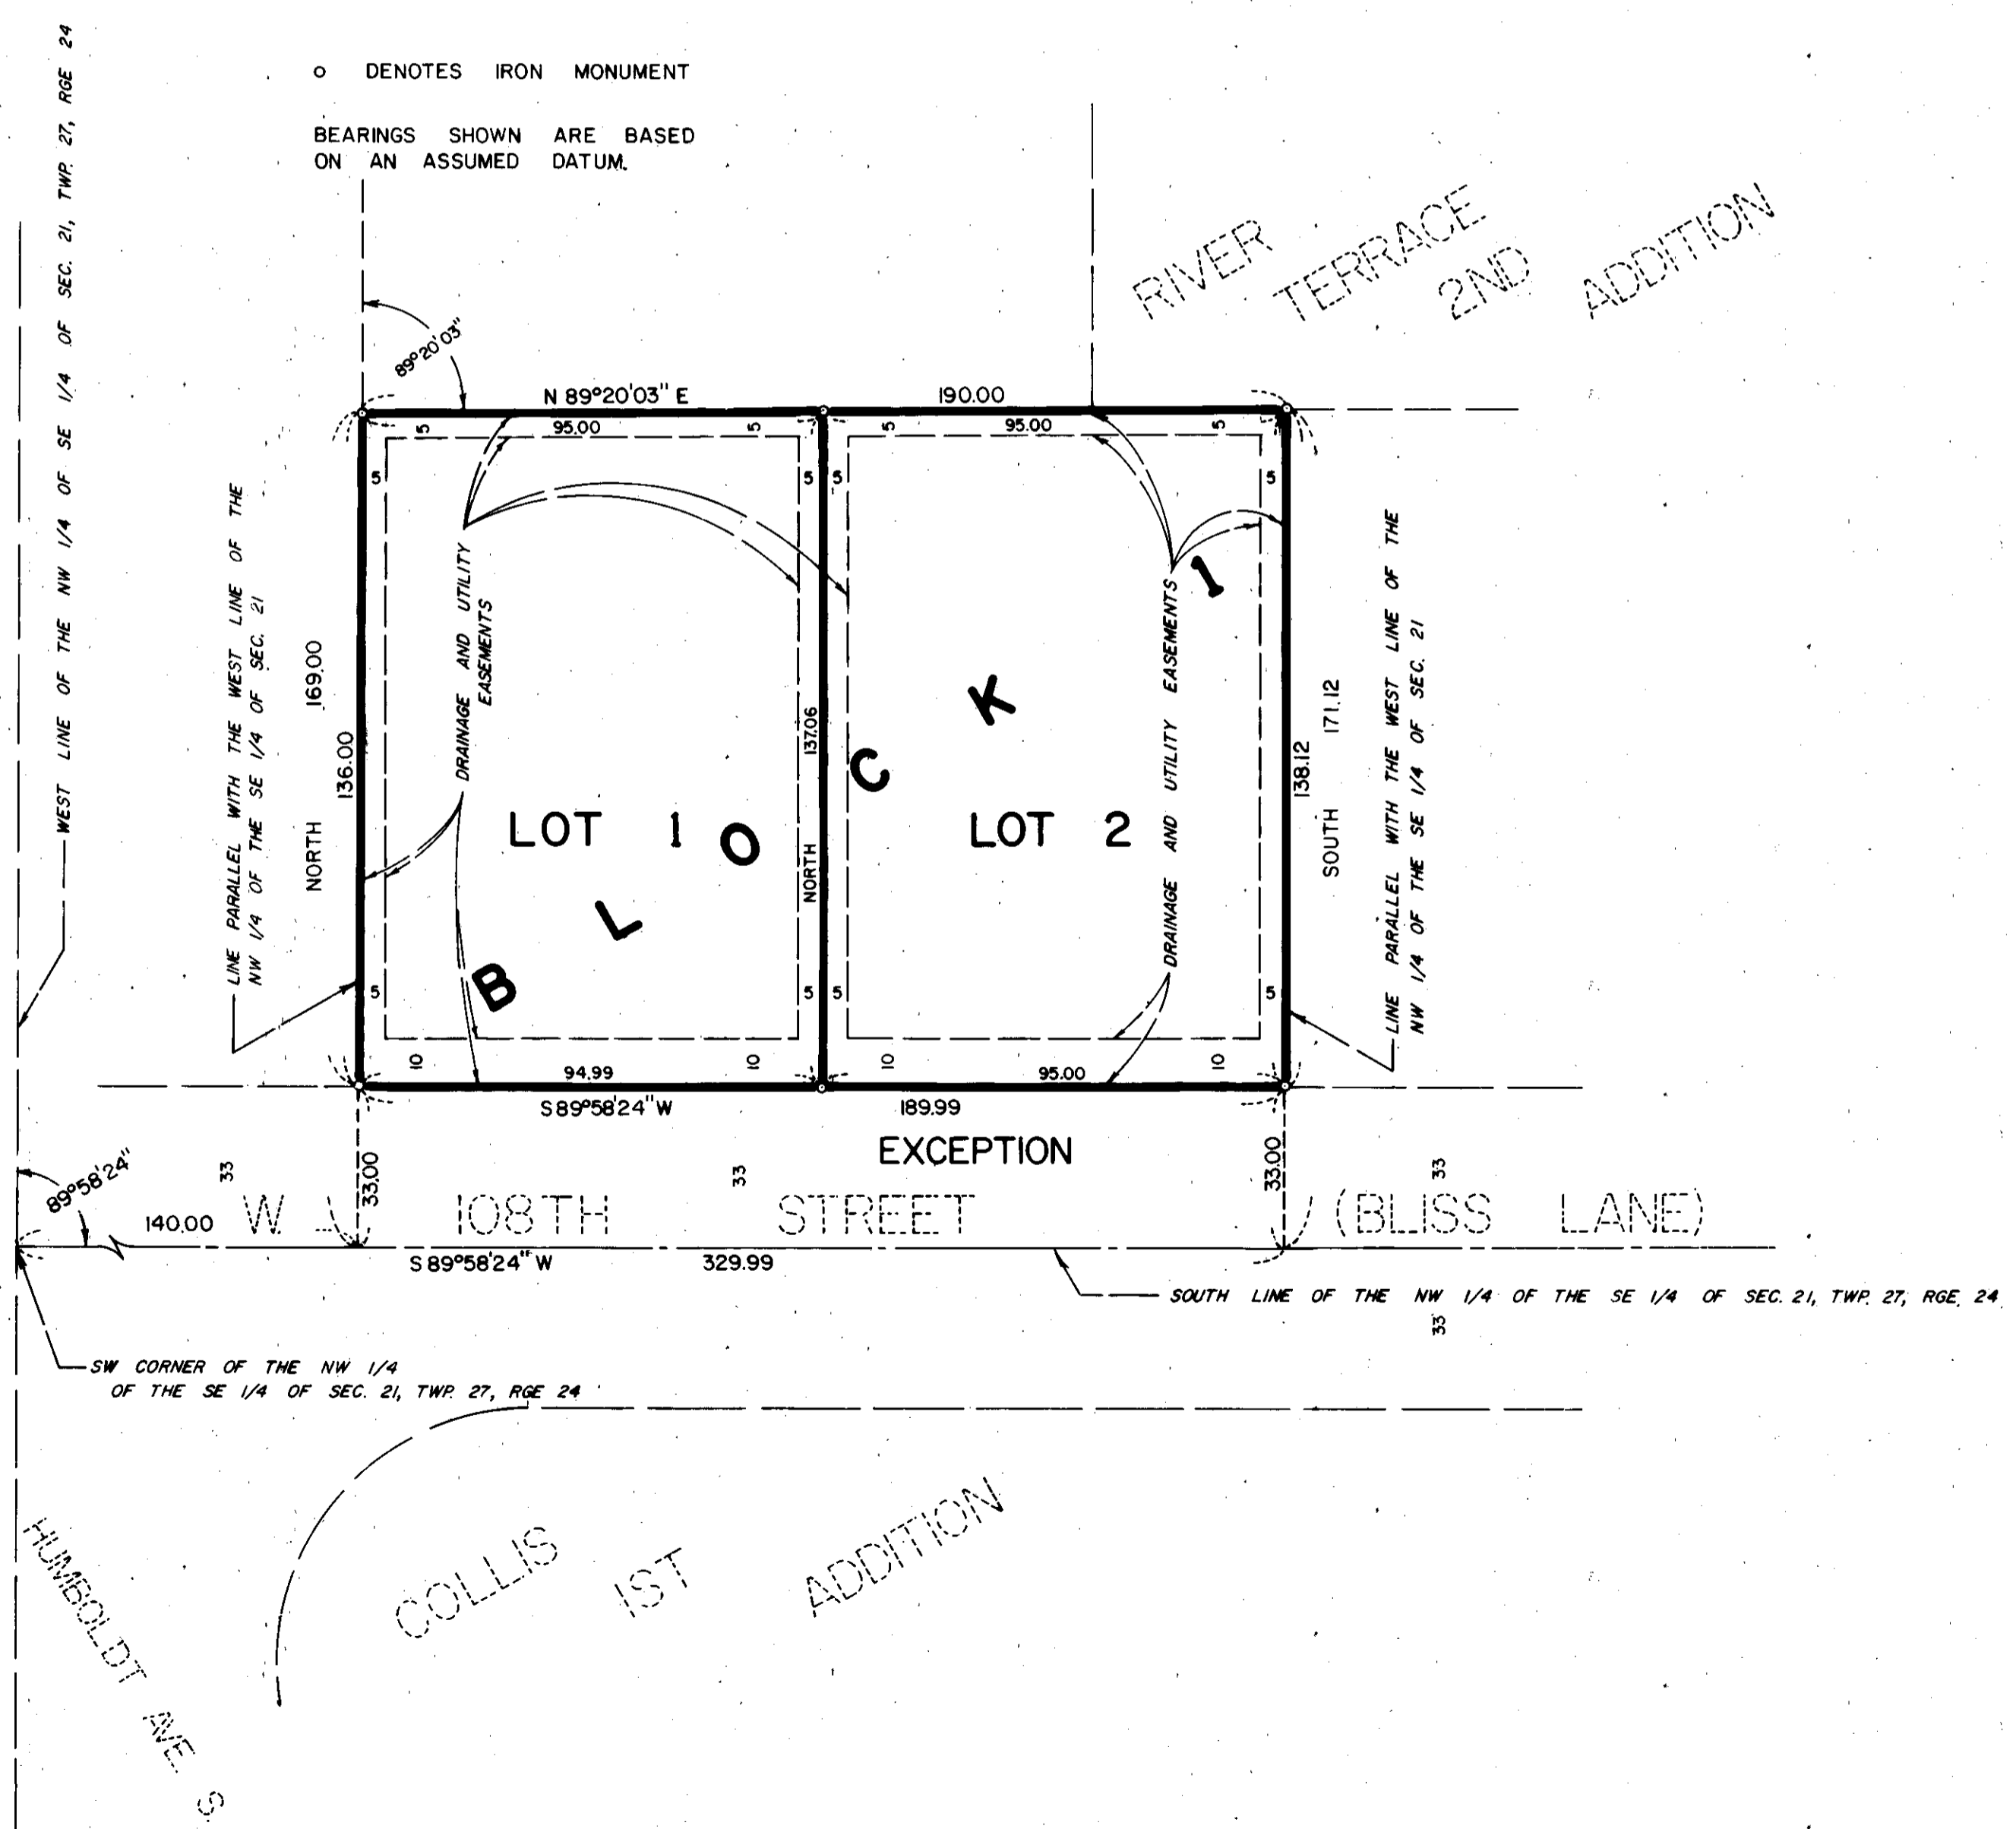 WEST LINE OF THE NW 1/4 OF SE 1/4 OF SEC. 21, TWP. 27, RGE 24
o DENOTES IRON MONUMENT
BEARINGS SHOWN ARE BASED
ON AN ASSUMED DATUM.
RIVER TERRACE
2ND ADDITION
89°20'03"
N 89°20'03" E 190.00
5 95.00 5 5 95.00 5
5 5 5 5
LINE PARALLEL WITH THE WEST LINE OF THE
NW 1/4 OF THE SE 1/4 OF SEC. 21
NORTH 169.00
136.00
DRAINAGE AND UTILITY
EASEMENTS
NORTH 137.06
DRAINAGE AND UTILITY EASEMENTS
138.12
SOUTH 171.12
LINE PARALLEL WITH THE WEST LINE OF THE
NW 1/4 OF THE SE 1/4 OF SEC. 21
BLOCK 1
LOT 1
LOT 2
5 5 5 5
10 94.99 10 10 95.00 10
S 89°58'24" W 189.99
EXCEPTION
89°58'24"
33 33.00 33 33.00 33
140.00
W. 108TH STREET (BLISS LANE)
S 89°58'24" W 329.99
SOUTH LINE OF THE NW 1/4 OF THE SE 1/4 OF SEC. 21, TWP. 27, RGE. 24
33
SW CORNER OF THE NW 1/4
OF THE SE 1/4 OF SEC. 21, TWP. 27, RGE 24
COLLIS 1ST ADDITION
HUMBOLDT AVE. S.